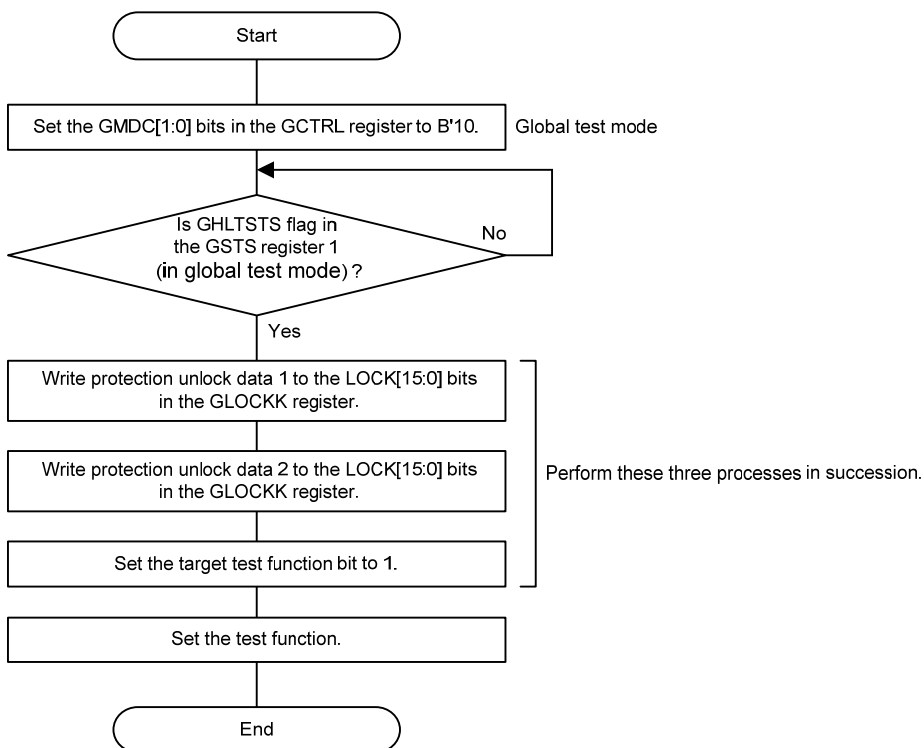 Start
Set the GMDC[1:0] bits in the GCTRL register to B'10.
Global test mode
Is GHLTSTS flag in
the GSTS register 1
(in global test mode) ?
No
Yes
Write protection unlock data 1 to the LOCK[15:0] bits
in the GLOCKK register.
Write protection unlock data 2 to the LOCK[15:0] bits
in the GLOCKK register.
Perform these three processes in succession.
Set the target test function bit to 1.
Set the test function.
End